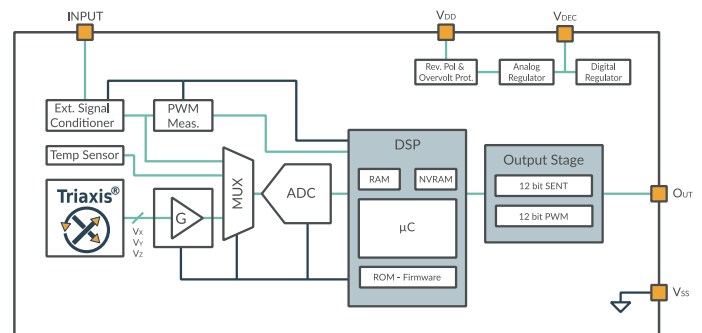 INPUT
VDD
VDEC
Rev. Pol &
Overvolt Prot.
Analog
Regulator
Digital
Regulator
Ext. Signal
Conditioner
PWM
Meas.
Temp Sensor
Triaxis®
VX
VY
VZ
G
MUX
ADC
DSP
RAM
NVRAM
µC
ROM - Firmware
Output Stage
12 bit SENT
12 bit PWM
OUT
VSS